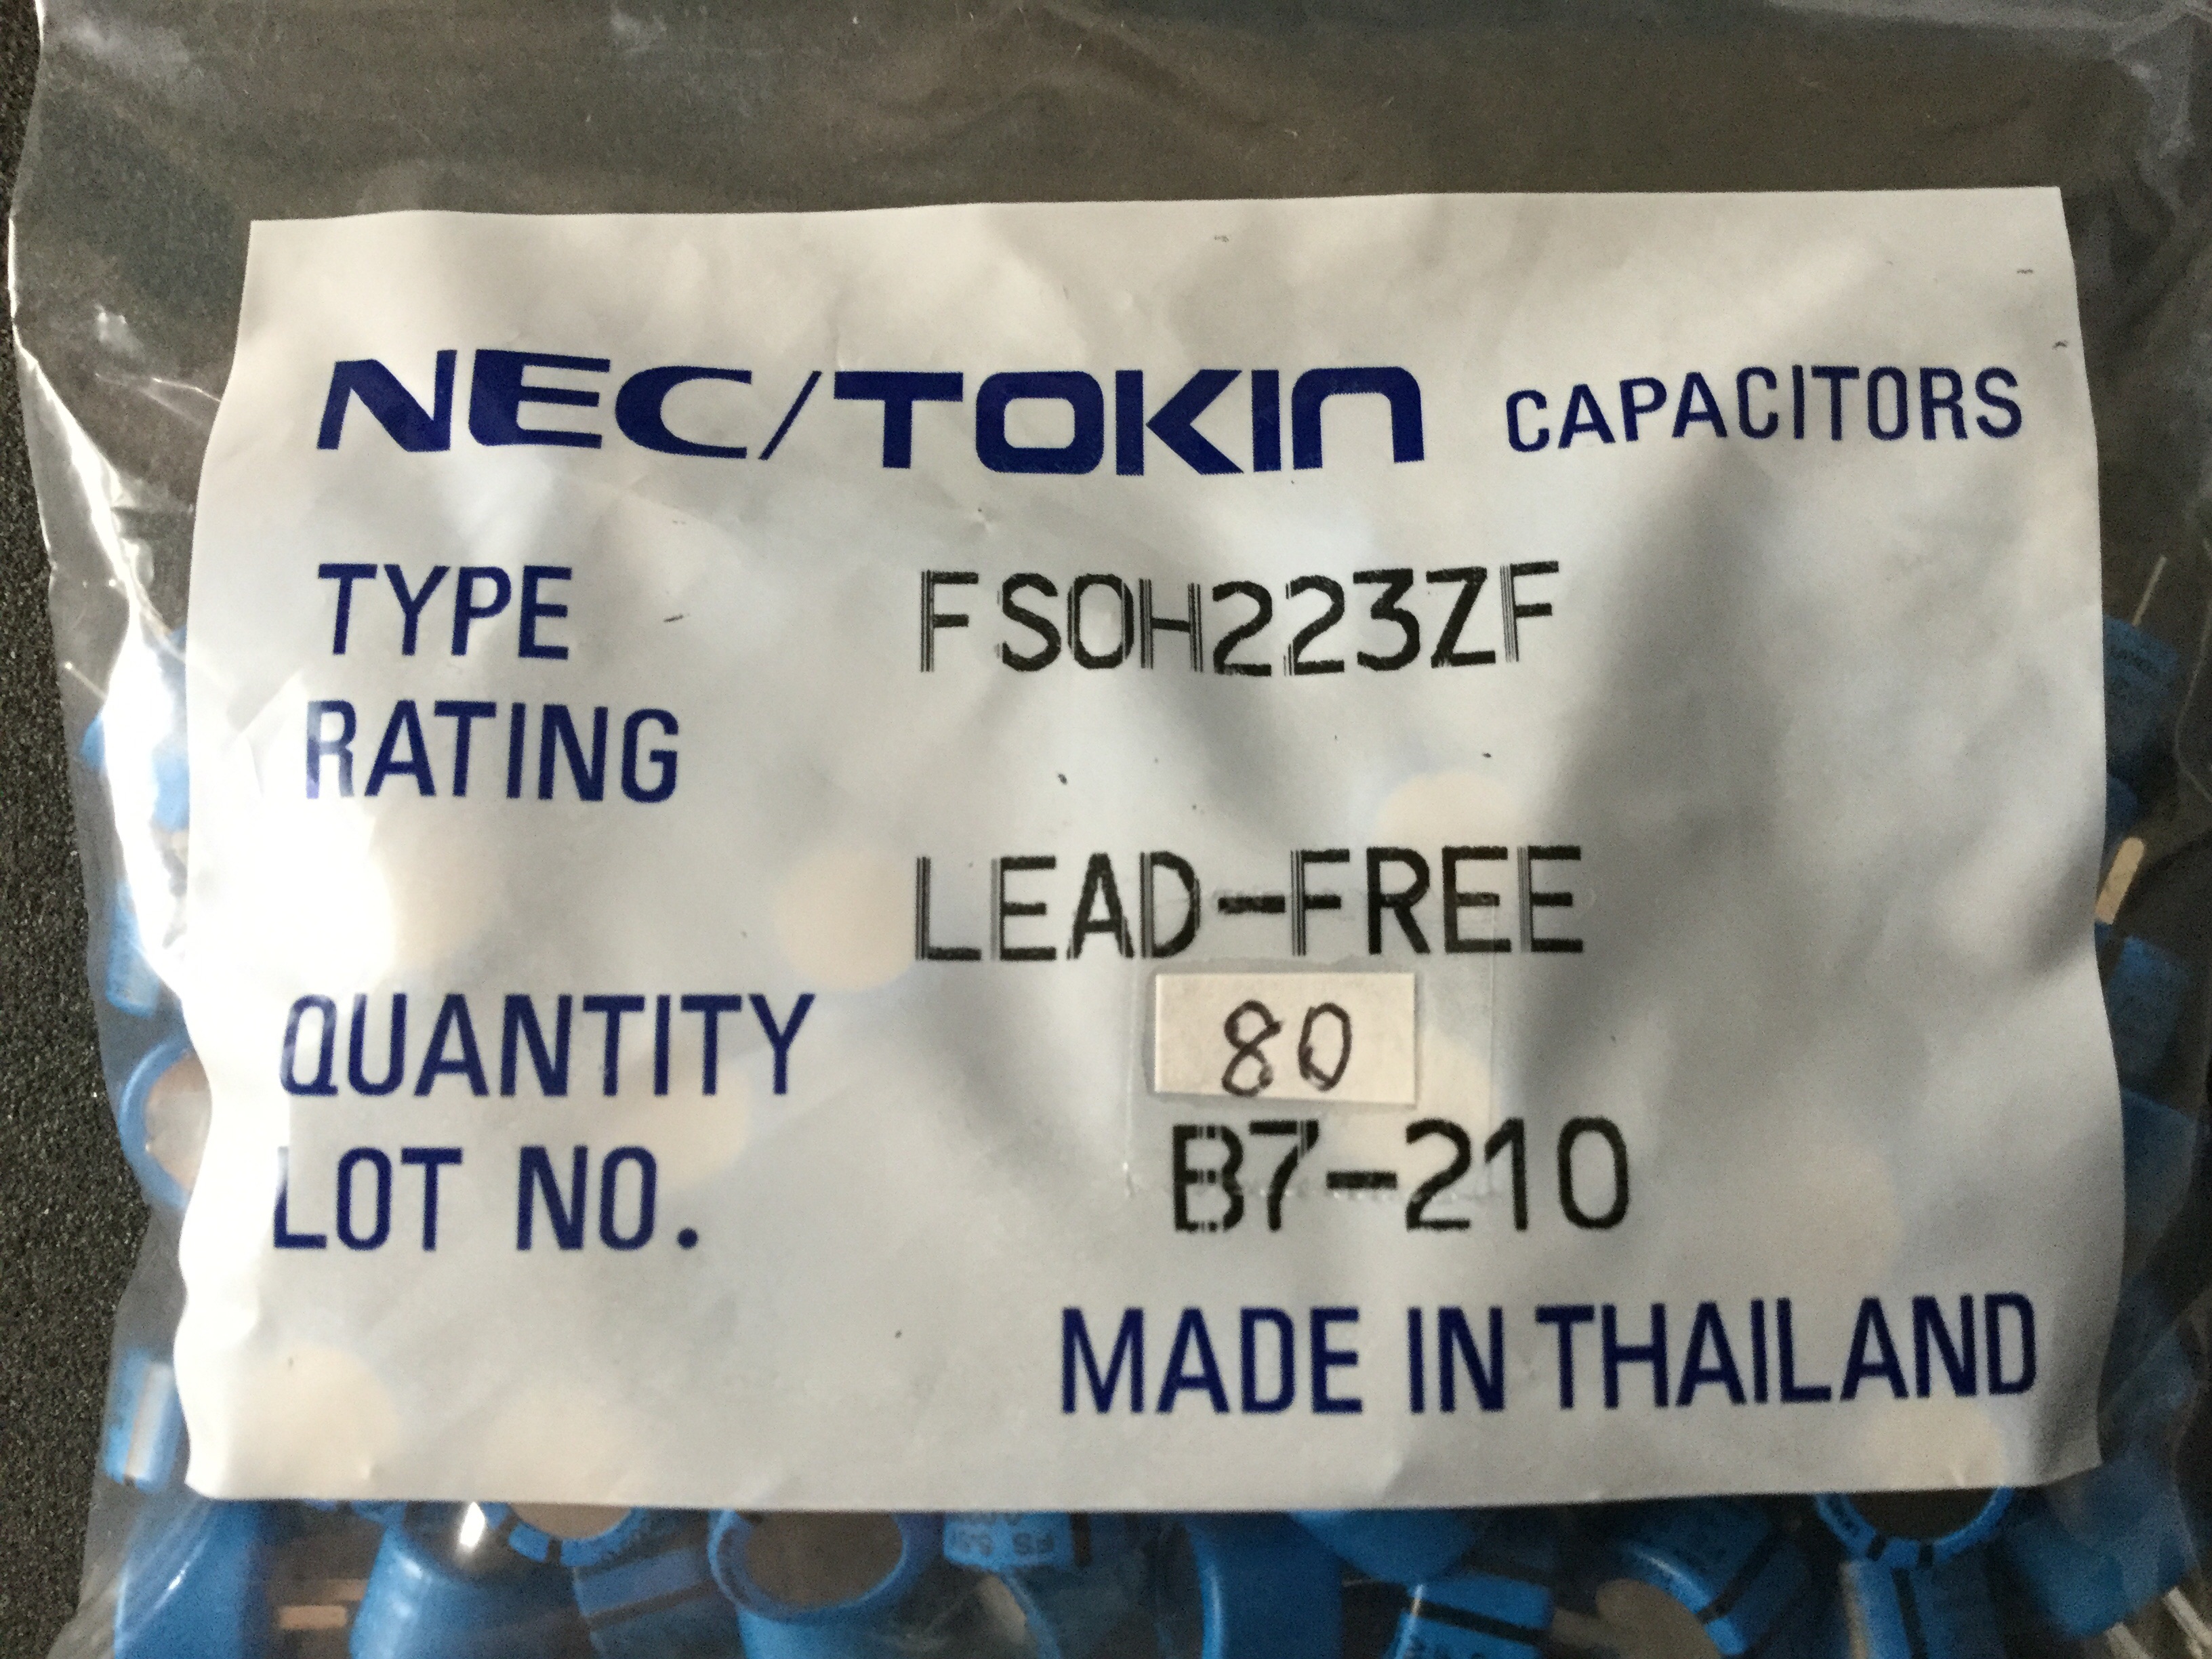 NEC/TOKIN CAPACITORS
TYPE FS0H223ZF
RATING
LEAD-FREE
QUANTITY 80
LOT NO. B7-210
MADE IN THAILAND